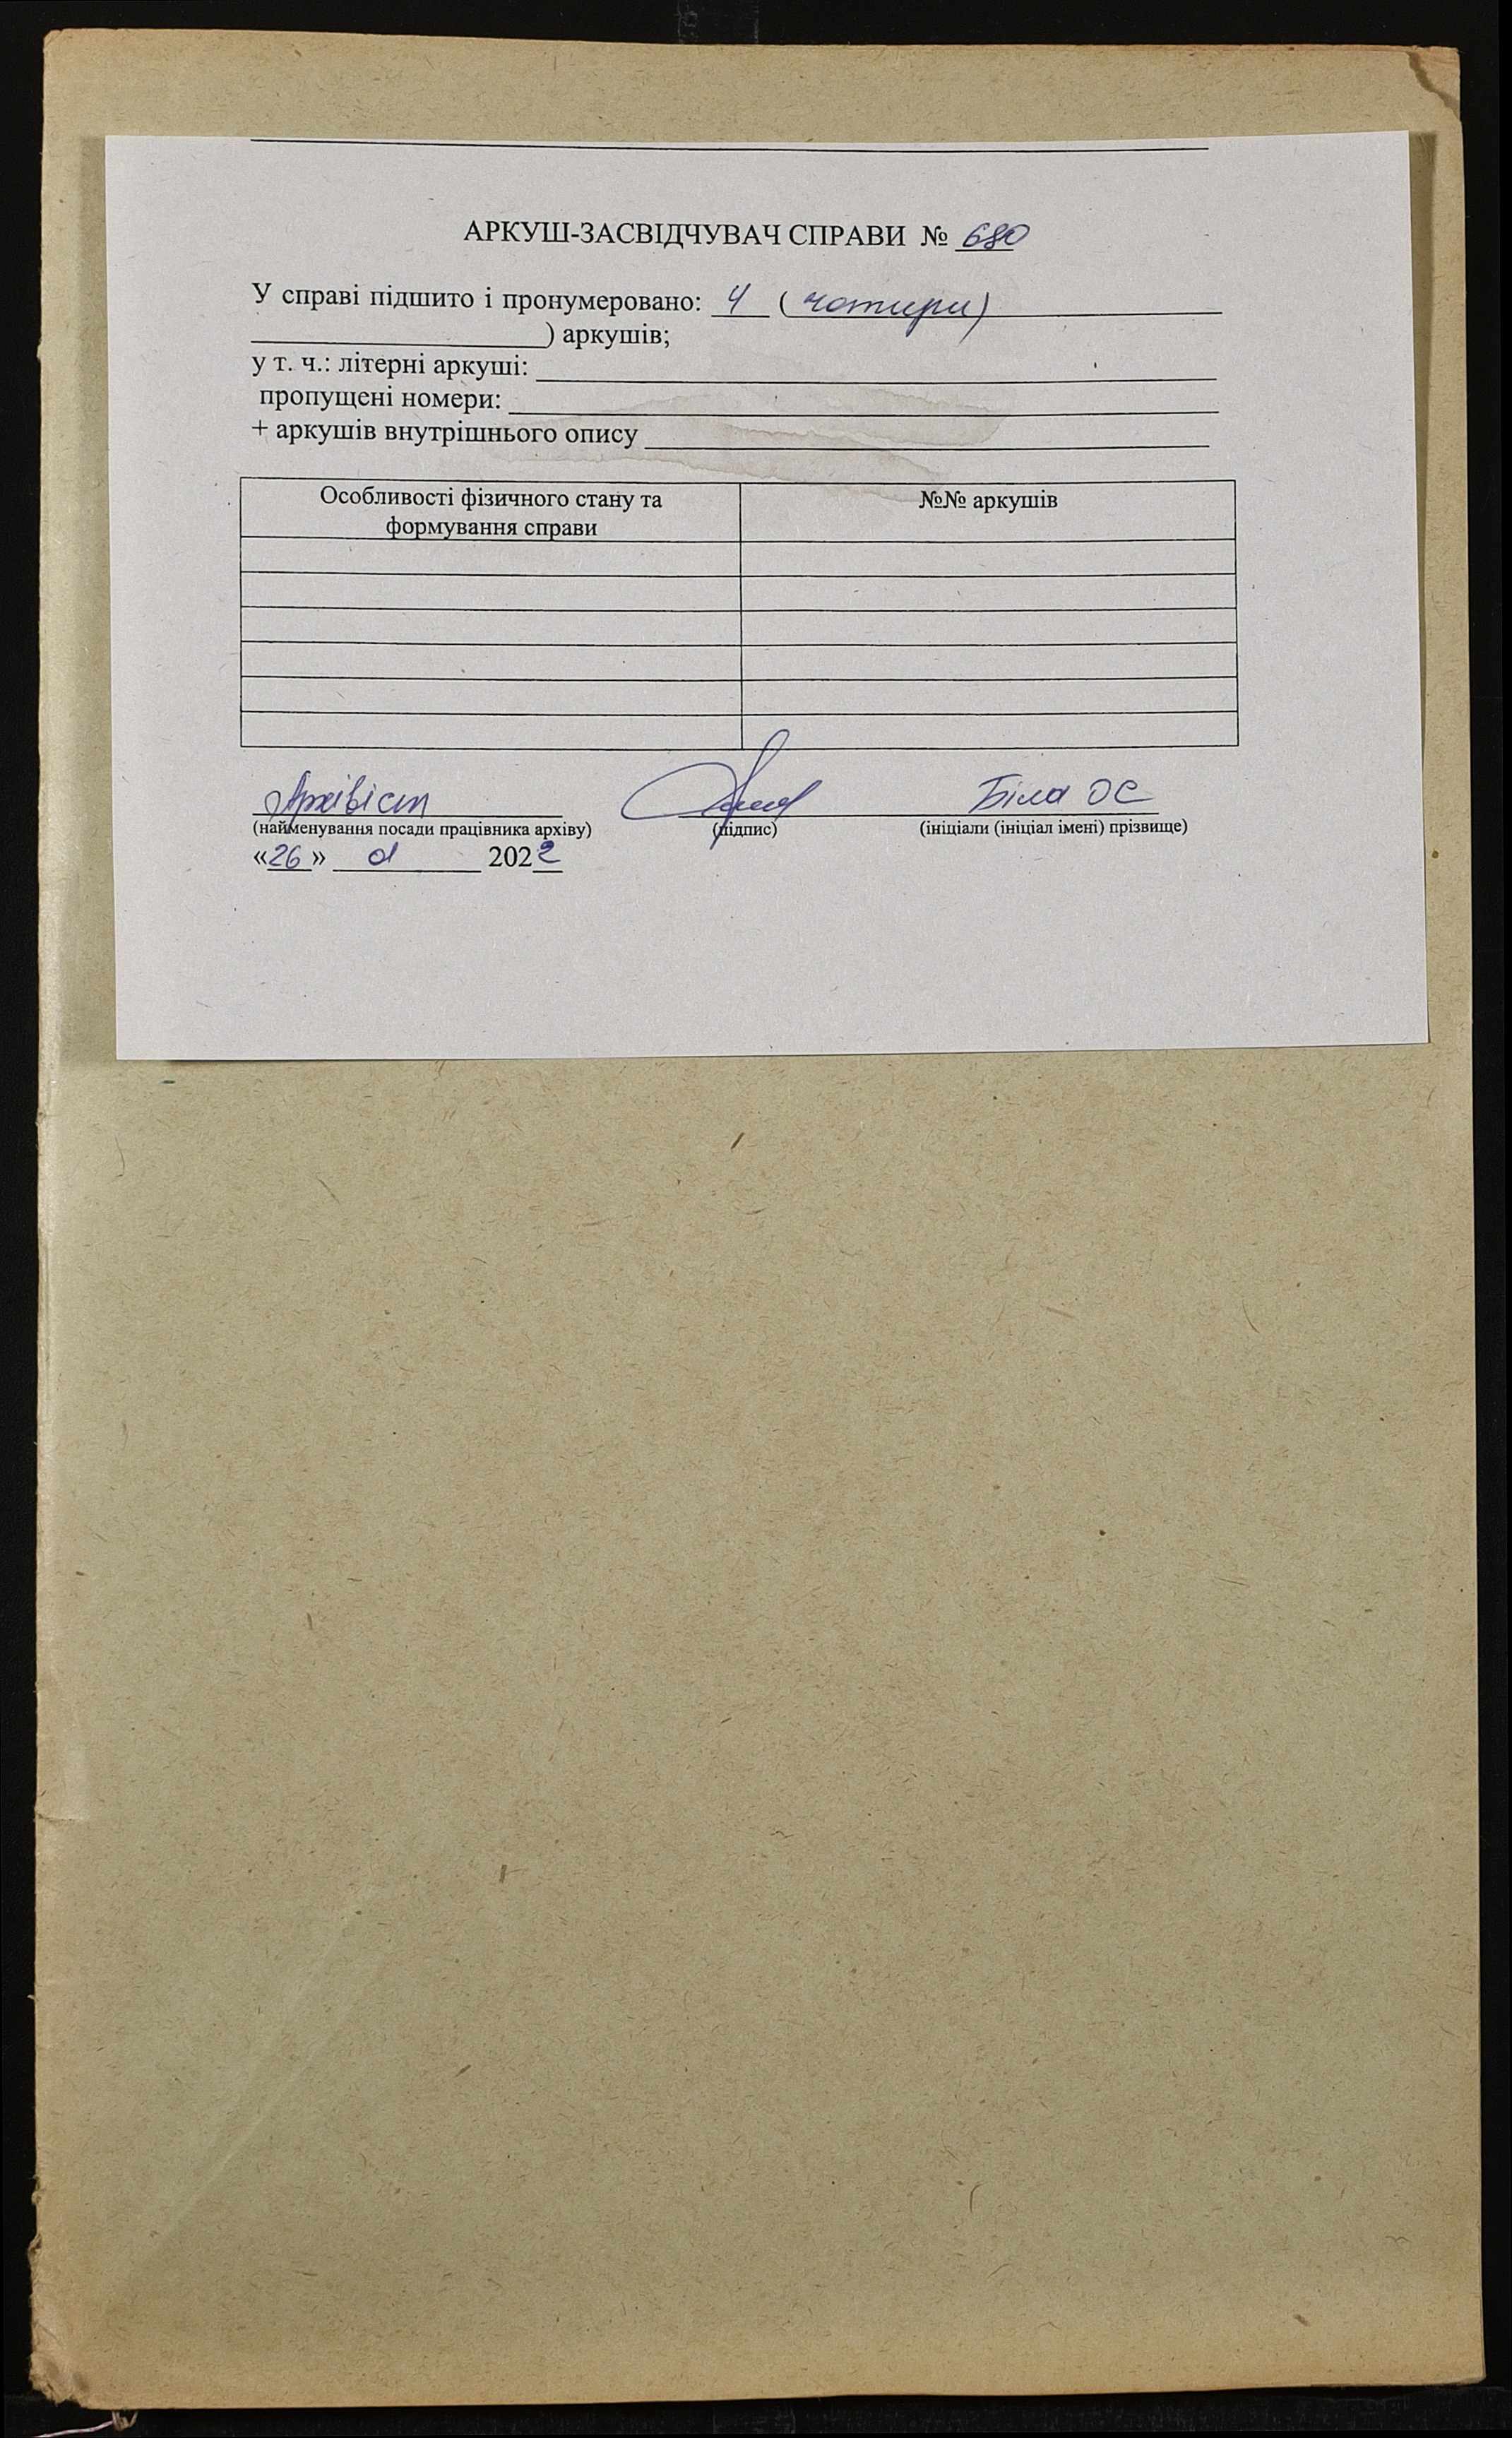 АРКУШ-ЗАСВІДЧУВАЧ СПРАВИ № 680
У справі підшито і пронумеровано: 4 (чотири)
) аркушів;
у т. ч.: літерні аркуші:
пропущені номери:
+ аркушів внутрішнього опису
Особливості фізичного стану та формування справи
№№ аркушів
Архівіст Біла ОС
(найменування посади працівника архіву) (підпис) (ініціали (ініціал імені) прізвище)
«26» 2022